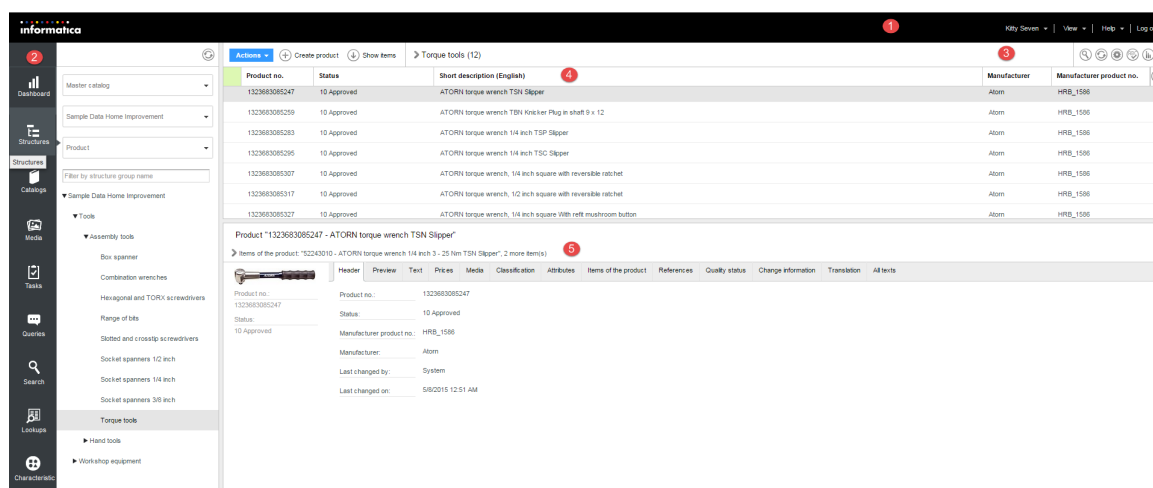 informatica
1
Kitty Seven
View
Help
Log o
2
Actions
Create product
Show items
Torque tools (12)
3
Dashboard
Structures
Structures
Catalogs
Media
Tasks
Queries
Search
Lookups
Characteristic
Master catalog
Sample Data Home Improvement
Product
Filter by structure group name
Sample Data Home Improvement
Tools
Assembly tools
Box spanner
Combination wrenches
Hexagonal and TORX screwdrivers
Range of bits
Slotted and crosstip screwdrivers
Socket spanners 1/2 inch
Socket spanners 1/4 inch
Socket spanners 3/8 inch
Torque tools
Hand tools
Workshop equipment
Product no. Status Short description (English) 4 Manufacturer Manufacturer product no.
1323683085247 10 Approved ATORN torque wrench TSN Slipper Atorn HRB_1586
1323683085259 10 Approved ATORN torque wrench TBN Knicker Plug in shaft 9 x 12 Atorn HRB_1586
1323683085283 10 Approved ATORN torque wrench 1/4 inch TSP Slipper Atorn HRB_1586
1323683085295 10 Approved ATORN torque wrench 1/4 inch TSC Slipper Atorn HRB_1586
1323683085307 10 Approved ATORN torque wrench, 1/4 inch square with reversible ratchet Atorn HRB_1586
1323683085317 10 Approved ATORN torque wrench, 1/2 inch square with reversible ratchet Atorn HRB_1586
1323683085327 10 Approved ATORN torque wrench, 1/4 inch square With refit mushroom button Atorn HRB_1586
Product "1323683085247 - ATORN torque wrench TSN Slipper"
Items of the product: "52243010 - ATORN torque wrench 1/4 inch 3 - 25 Nm TSN Slipper", 2 more item(s)
5
Header Preview Text Prices Media Classification Attributes Items of the product References Quality status Change information Translation All texts
Product no.:
1323683085247
Status:
10 Approved
Product no.: 1323683085247
Status: 10 Approved
Manufacturer product no.: HRB_1586
Manufacturer: Atorn
Last changed by: System
Last changed on: 5/8/2015 12:51 AM